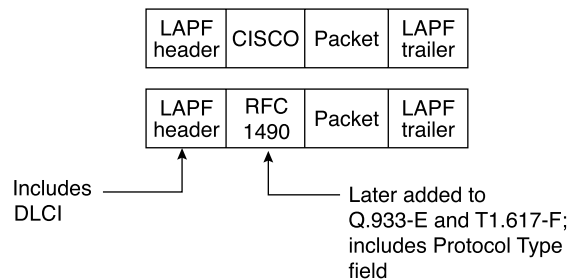 LAPF header CISCO Packet LAPF trailer
LAPF header RFC 1490 Packet LAPF trailer
Includes
DLCI
Later added to
Q.933-E and T1.617-F;
includes Protocol Type
field